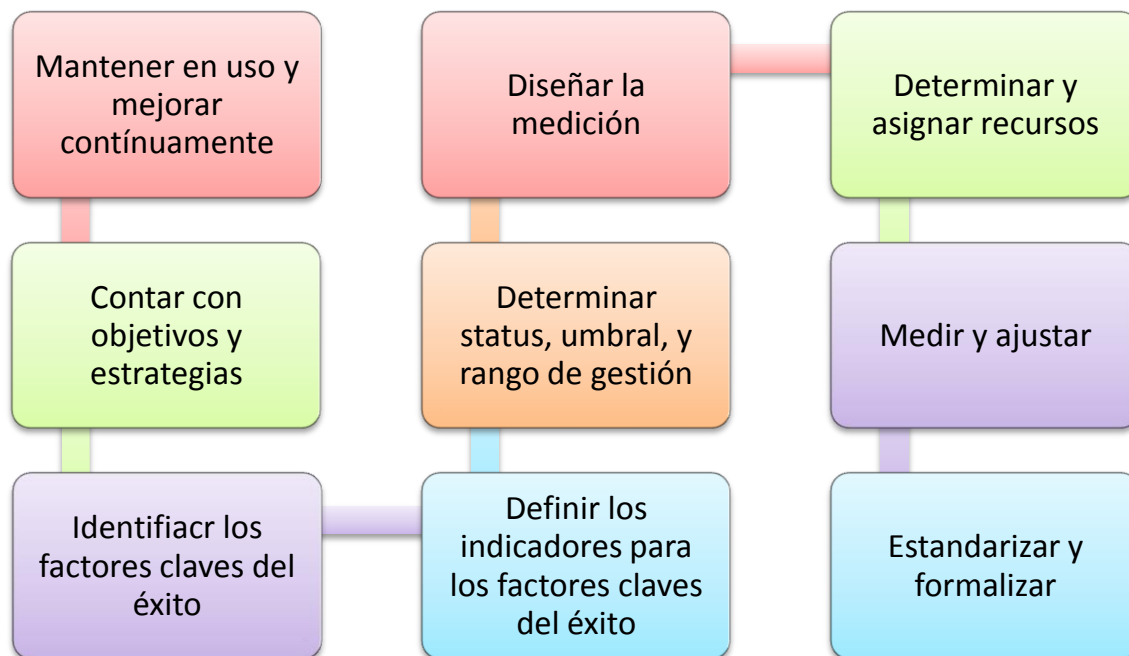 Mantener en uso y
mejorar
contínuamente
Contar con
objetivos y
estrategias
Identifiacr los
factores claves del
éxito
Definir los
indicadores para
los factores claves
del éxito
Determinar
status, umbral, y
rango de gestión
Diseñar la
medición
Determinar y
asignar recursos
Medir y ajustar
Estandarizar y
formalizar